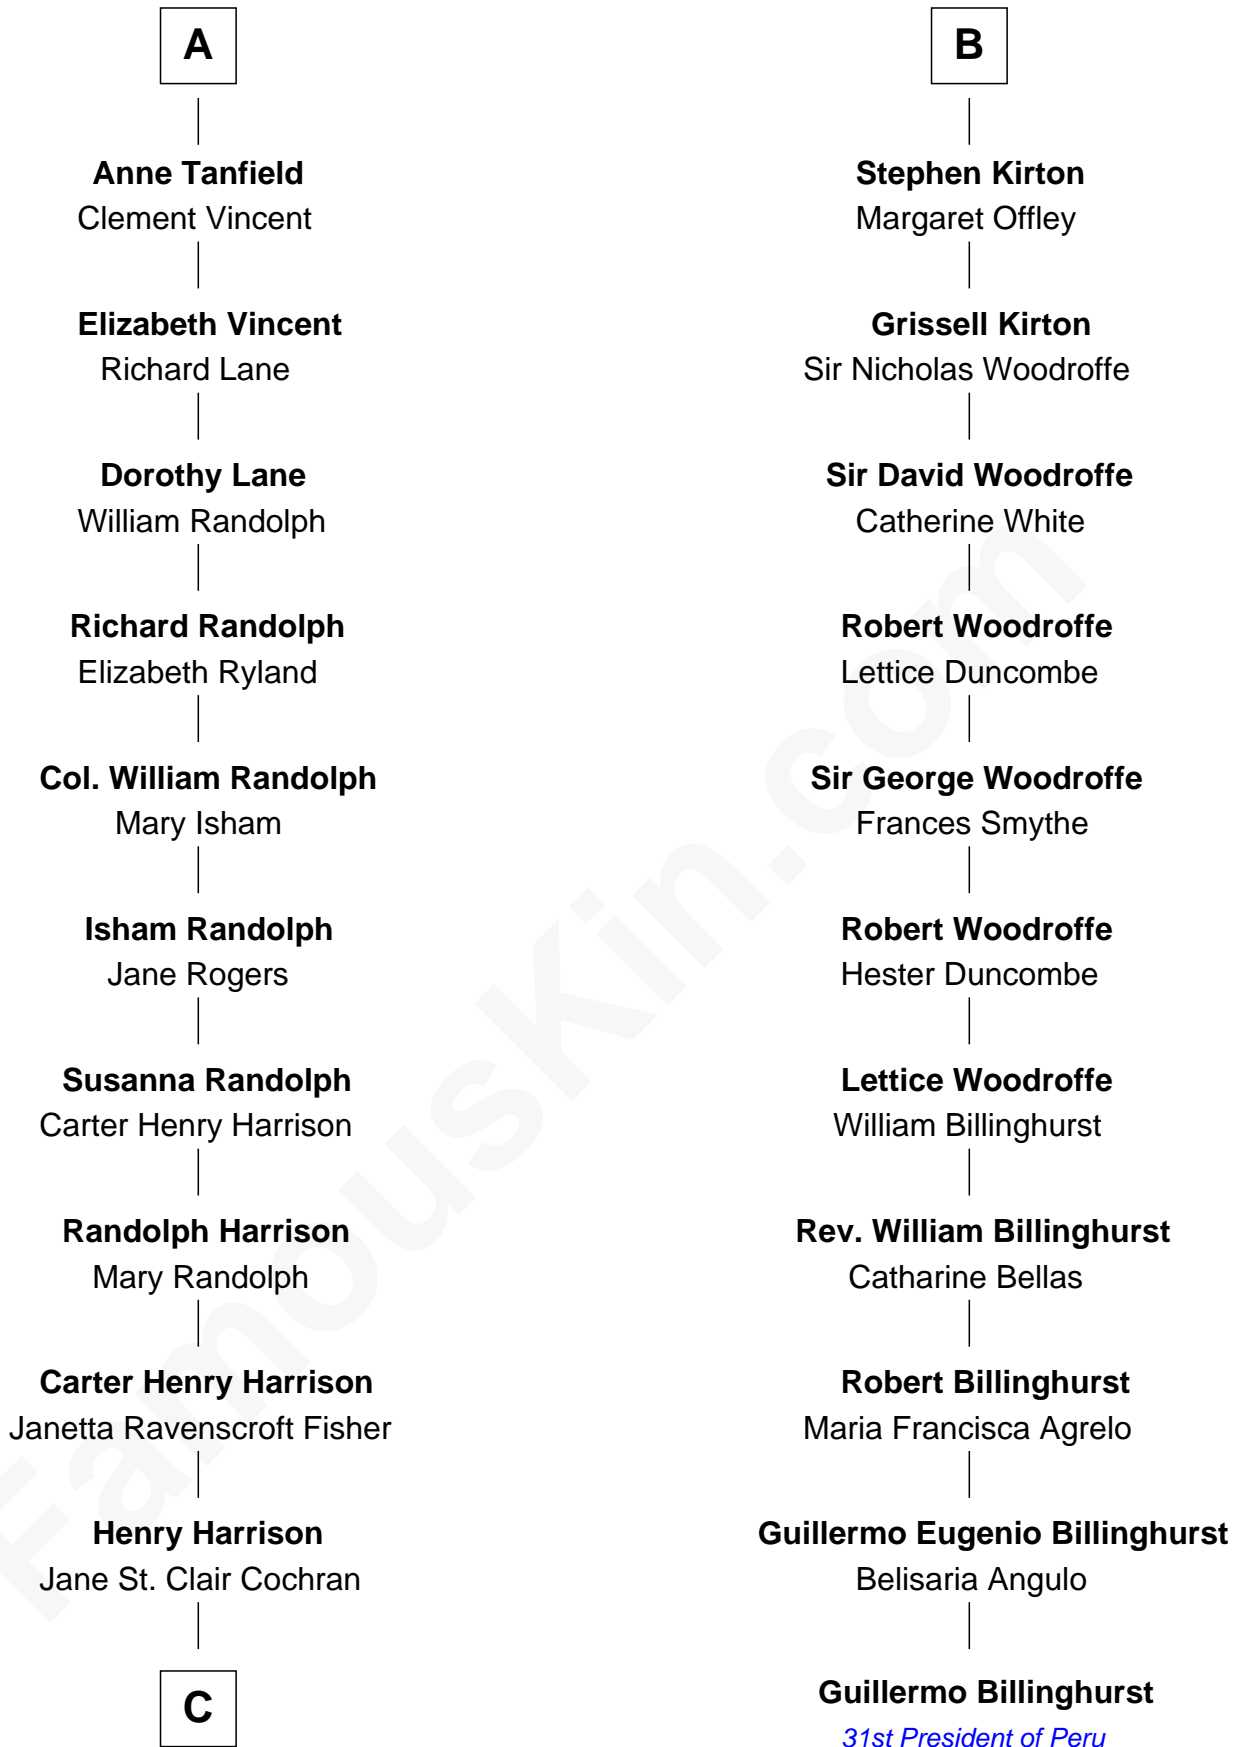 A
Anne Tanfield
Clement Vincent
Elizabeth Vincent
Richard Lane
Dorothy Lane
William Randolph
Richard Randolph
Elizabeth Ryland
Col. William Randolph
Mary Isham
Isham Randolph
Jane Rogers
Susanna Randolph
Carter Henry Harrison
Randolph Harrison
Mary Randolph
Carter Henry Harrison
Janetta Ravenscroft Fisher
Henry Harrison
Jane St. Clair Cochran
C
B
Stephen Kirton
Margaret Offley
Grissell Kirton
Sir Nicholas Woodroffe
Sir David Woodroffe
Catherine White
Robert Woodroffe
Lettice Duncombe
Sir George Woodroffe
Frances Smythe
Robert Woodroffe
Hester Duncombe
Lettice Woodroffe
William Billinghurst
Rev. William Billinghurst
Catharine Bellas
Robert Billinghurst
Maria Francisca Agrelo
Guillermo Eugenio Billinghurst
Belisaria Angulo
Guillermo Billinghurst
31st President of Peru
FamousKin.com